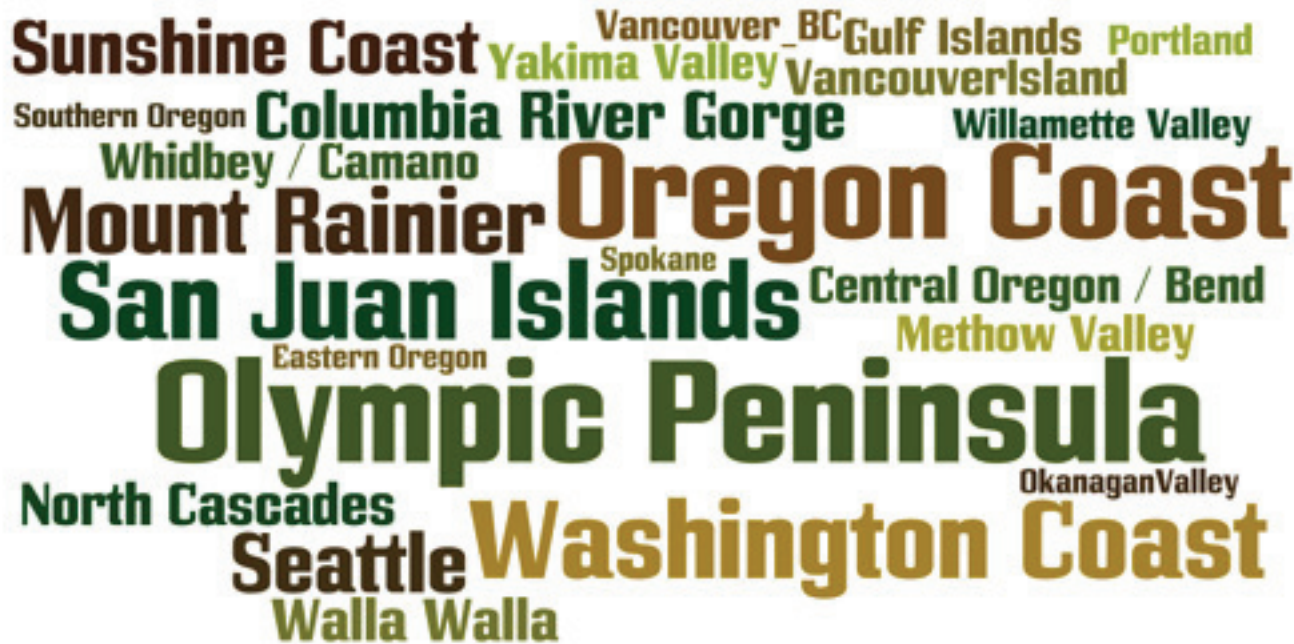 Sunshine Coast
Vancouver_BC
Gulf Islands
Portland
Yakima Valley
VancouverIsland
Southern Oregon
Columbia River Gorge
Willamette Valley
Whidbey / Camano
Oregon Coast
Mount Rainier
Spokane
San Juan Islands
Central Oregon / Bend
Methow Valley
Eastern Oregon
Olympic Peninsula
OkanaganValley
North Cascades
Washington Coast
Seattle
Walla Walla